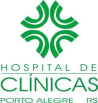 HOSPITAL DE
CLÍNICAS
PORTO ALEGRE RS